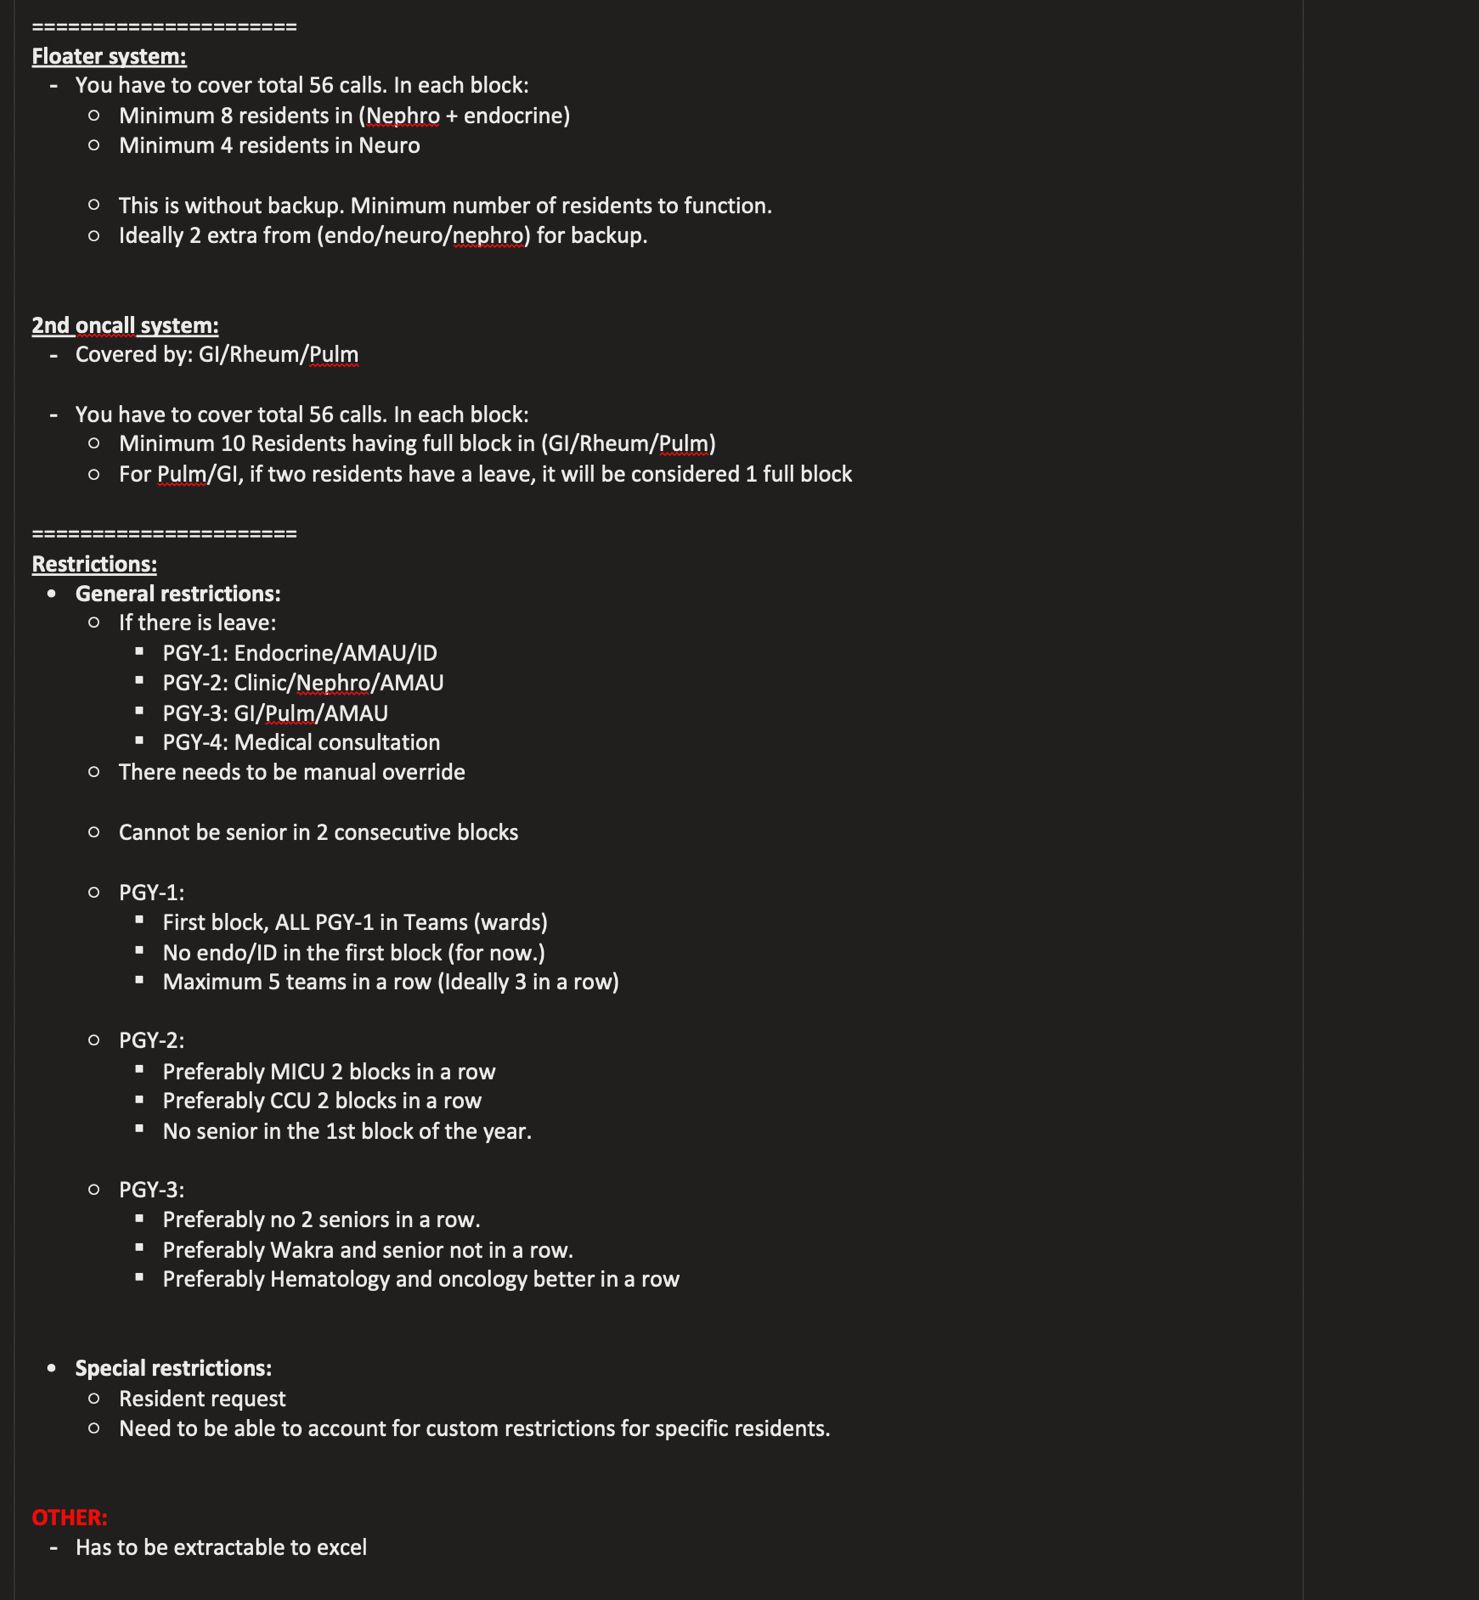 ======================
Floater system:
- You have to cover total 56 calls. In each block:
o Minimum 8 residents in (Nephro + endocrine)
o Minimum 4 residents in Neuro
o This is without backup. Minimum number of residents to function.
o Ideally 2 extra from (endo/neuro/nephro) for backup.
2nd oncall system:
- Covered by: GI/Rheum/Pulm
- You have to cover total 56 calls. In each block:
o Minimum 10 Residents having full block in (GI/Rheum/Pulm)
o For Pulm/GI, if two residents have a leave, it will be considered 1 full block
======================
Restrictions:
• General restrictions:
o If there is leave:
▪ PGY-1: Endocrine/AMAU/ID
▪ PGY-2: Clinic/Nephro/AMAU
▪ PGY-3: GI/Pulm/AMAU
▪ PGY-4: Medical consultation
o There needs to be manual override
o Cannot be senior in 2 consecutive blocks
o PGY-1:
▪ First block, ALL PGY-1 in Teams (wards)
▪ No endo/ID in the first block (for now.)
▪ Maximum 5 teams in a row (Ideally 3 in a row)
o PGY-2:
▪ Preferably MICU 2 blocks in a row
▪ Preferably CCU 2 blocks in a row
▪ No senior in the 1st block of the year.
o PGY-3:
▪ Preferably no 2 seniors in a row.
▪ Preferably Wakra and senior not in a row.
▪ Preferably Hematology and oncology better in a row
• Special restrictions:
o Resident request
o Need to be able to account for custom restrictions for specific residents.
OTHER:
- Has to be extractable to excel